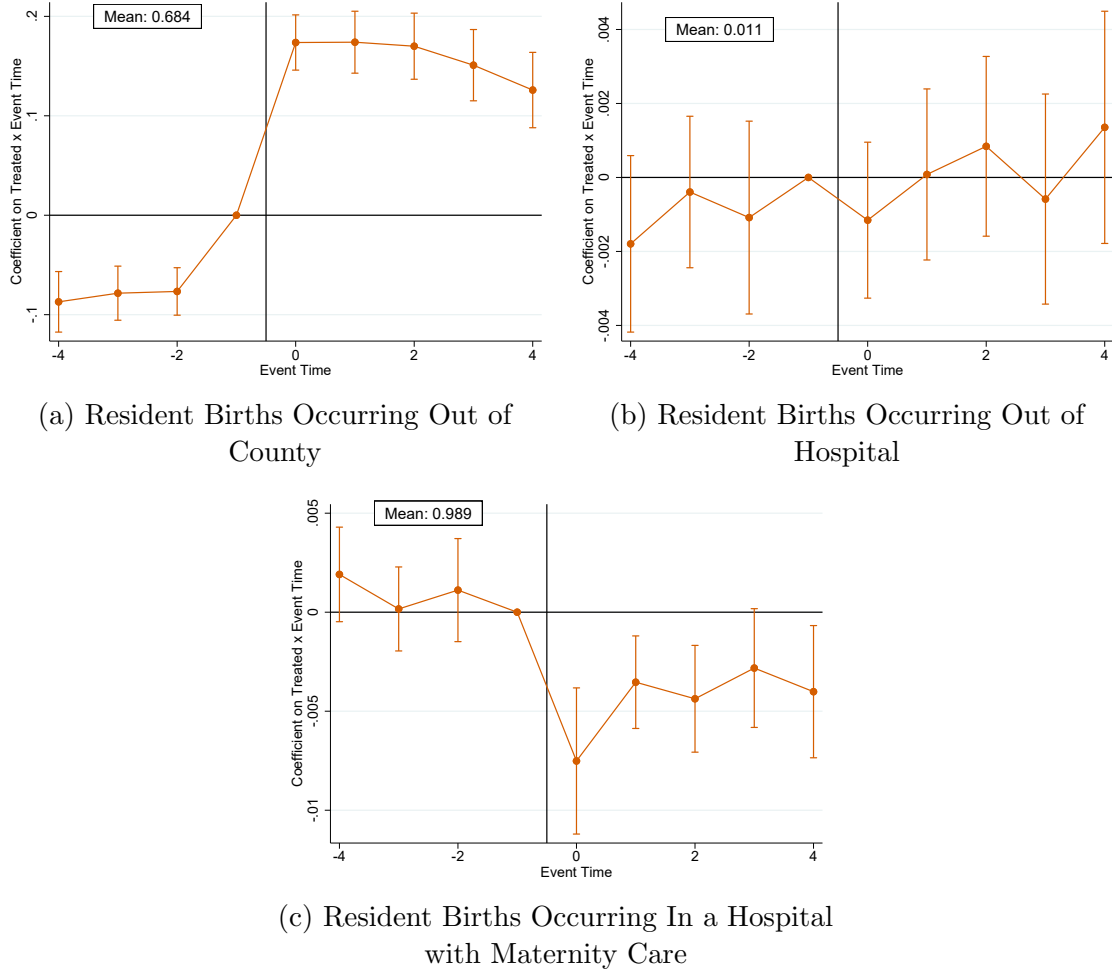 Mean: 0.684
Coefficient on Treated x Event Time
.2
.1
0
-.1
-4 -2 0 2 4
Event Time
(a) Resident Births Occurring Out of
County
Mean: 0.011
Coefficient on Treated x Event Time
.004
.002
0
-.002
-.004
-4 -2 0 2 4
Event Time
(b) Resident Births Occurring Out of
Hospital
Mean: 0.989
Coefficient on Treated x Event Time
.005
0
-.005
-.01
-4 -2 0 2 4
Event Time
(c) Resident Births Occurring In a Hospital
with Maternity Care